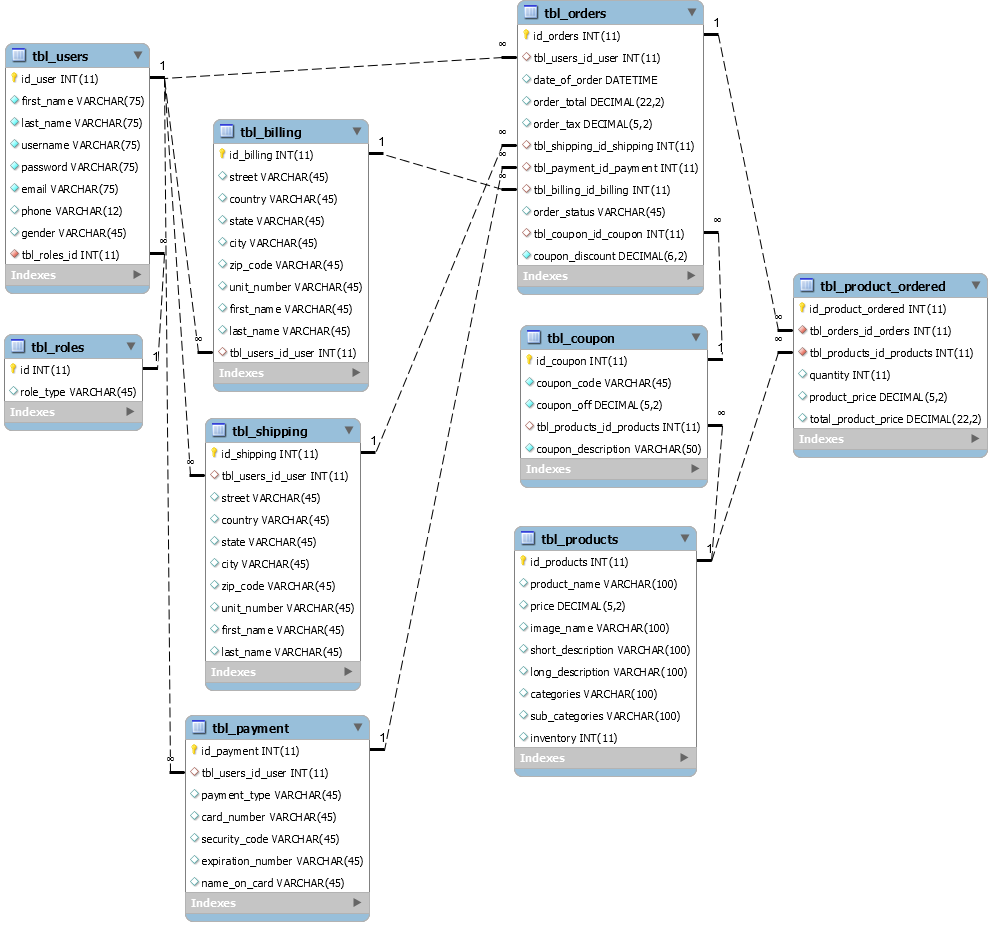 tbl_users
id_user INT(11)
first_name VARCHAR(75)
last_name VARCHAR(75)
username VARCHAR(75)
password VARCHAR(75)
email VARCHAR(75)
phone VARCHAR(12)
gender VARCHAR(45)
tbl_roles_id INT(11)
Indexes
tbl_roles
id INT(11)
role_type VARCHAR(45)
Indexes
tbl_billing
id_billing INT(11)
street VARCHAR(45)
country VARCHAR(45)
state VARCHAR(45)
city VARCHAR(45)
zip_code VARCHAR(45)
unit_number VARCHAR(45)
first_name VARCHAR(45)
last_name VARCHAR(45)
tbl_users_id_user INT(11)
Indexes
tbl_shipping
id_shipping INT(11)
tbl_users_id_user INT(11)
street VARCHAR(45)
country VARCHAR(45)
state VARCHAR(45)
city VARCHAR(45)
zip_code VARCHAR(45)
unit_number VARCHAR(45)
first_name VARCHAR(45)
last_name VARCHAR(45)
Indexes
tbl_payment
id_payment INT(11)
tbl_users_id_user INT(11)
payment_type VARCHAR(45)
card_number VARCHAR(45)
security_code VARCHAR(45)
expiration_number VARCHAR(45)
name_on_card VARCHAR(45)
Indexes
tbl_orders
id_orders INT(11)
tbl_users_id_user INT(11)
date_of_order DATETIME
order_total DECIMAL(22,2)
order_tax DECIMAL(5,2)
tbl_shipping_id_shipping INT(11)
tbl_payment_id_payment INT(11)
tbl_billing_id_billing INT(11)
order_status VARCHAR(45)
tbl_coupon_id_coupon INT(11)
coupon_discount DECIMAL(6,2)
Indexes
tbl_coupon
id_coupon INT(11)
coupon_code VARCHAR(45)
coupon_off DECIMAL(5,2)
tbl_products_id_products INT(11)
coupon_description VARCHAR(50)
Indexes
tbl_products
id_products INT(11)
product_name VARCHAR(100)
price DECIMAL(5,2)
image_name VARCHAR(100)
short_description VARCHAR(100)
long_description VARCHAR(100)
categories VARCHAR(100)
sub_categories VARCHAR(100)
inventory INT(11)
Indexes
tbl_product_ordered
id_product_ordered INT(11)
tbl_orders_id_orders INT(11)
tbl_products_id_products INT(11)
quantity INT(11)
product_price DECIMAL(5,2)
total_product_price DECIMAL(22,2)
Indexes
1
∞
1
∞
1
∞
∞
∞
1
∞
1
∞
1
∞
1
∞
1
∞
∞
1
∞